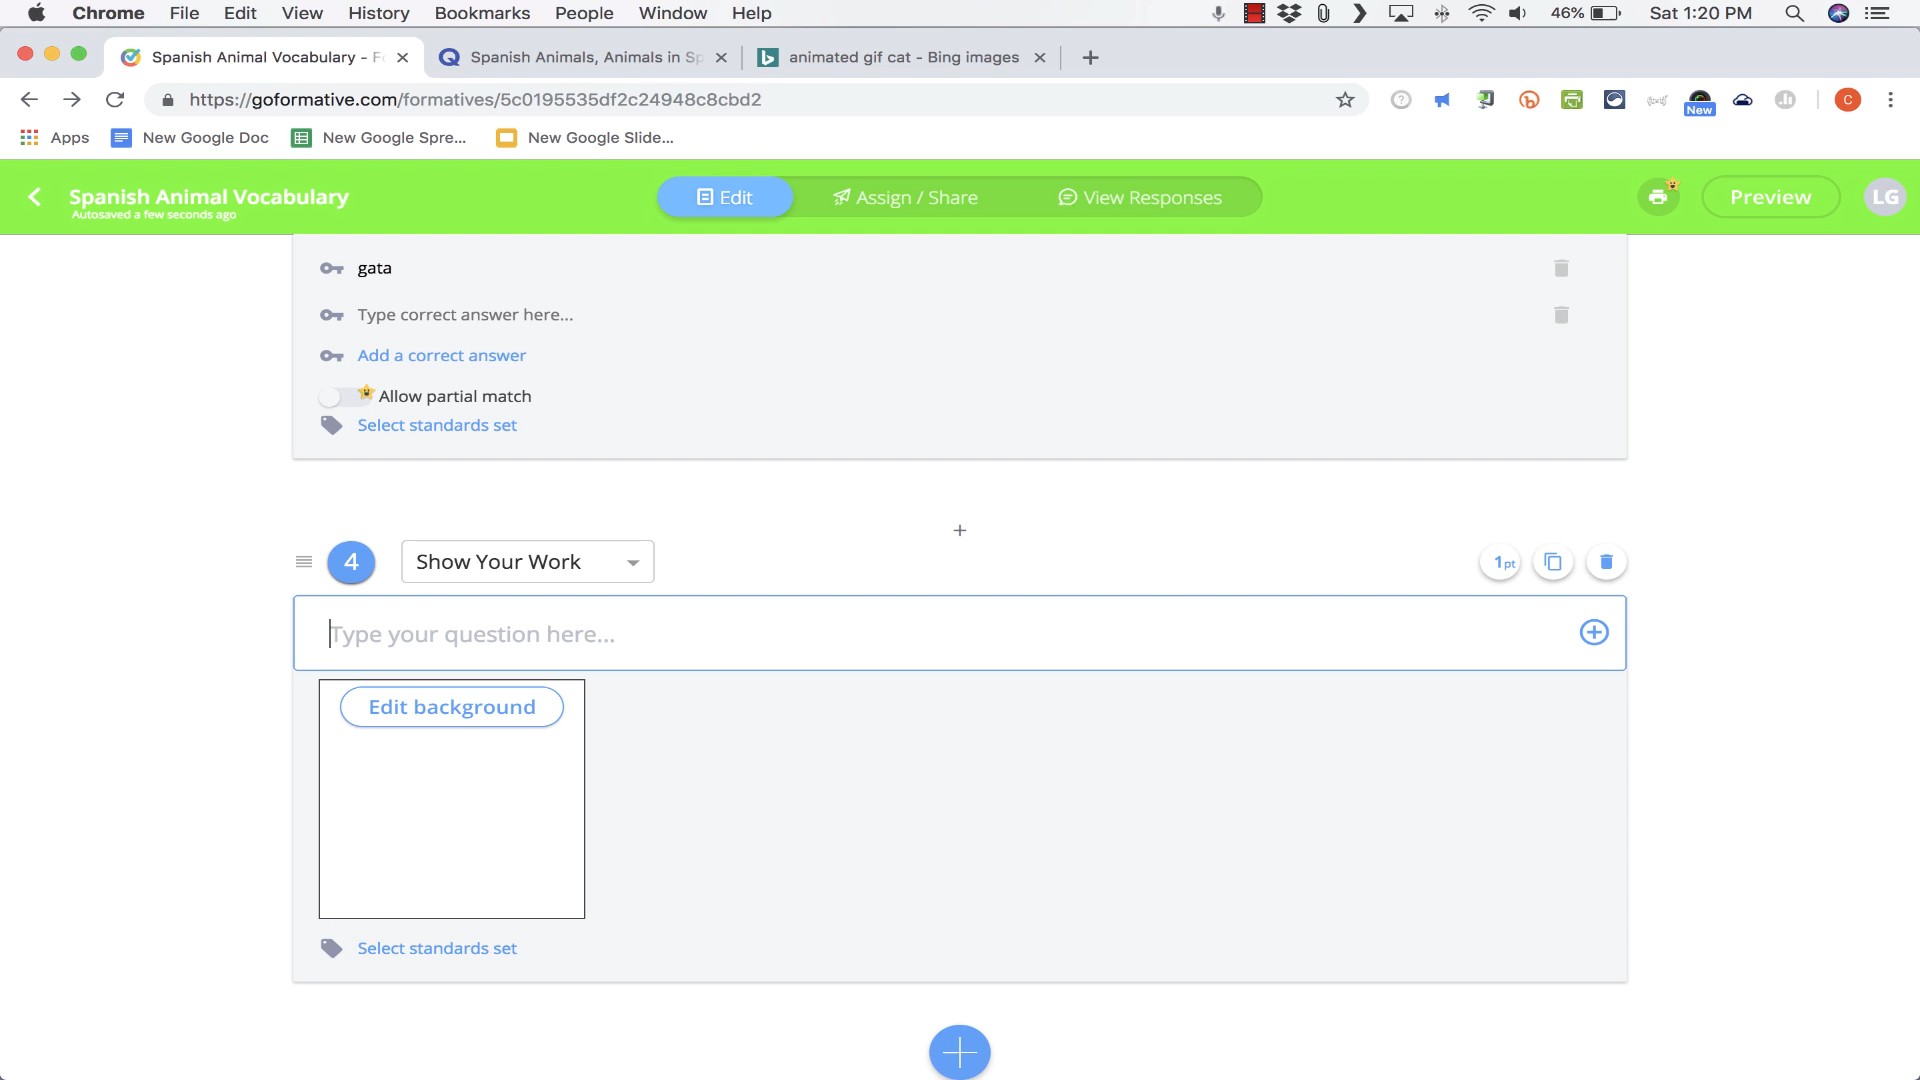 Chrome File Edit View History Bookmarks People Window Help 46% Sat 1:20 PM
Spanish Animal Vocabulary - Fo Spanish Animals, Animals in Sp animated gif cat - Bing images
https://goformative.com/formatives/5c0195535df2c24948c8cbd2 New C
Apps New Google Doc New Google Spre... New Google Slide...
Spanish Animal Vocabulary Edit Assign / Share View Responses Preview LG
Autosaved a few seconds ago
gata
Type correct answer here...
Add a correct answer
Allow partial match
Select standards set
4 Show Your Work 1pt
Type your question here...
Edit background
Select standards set